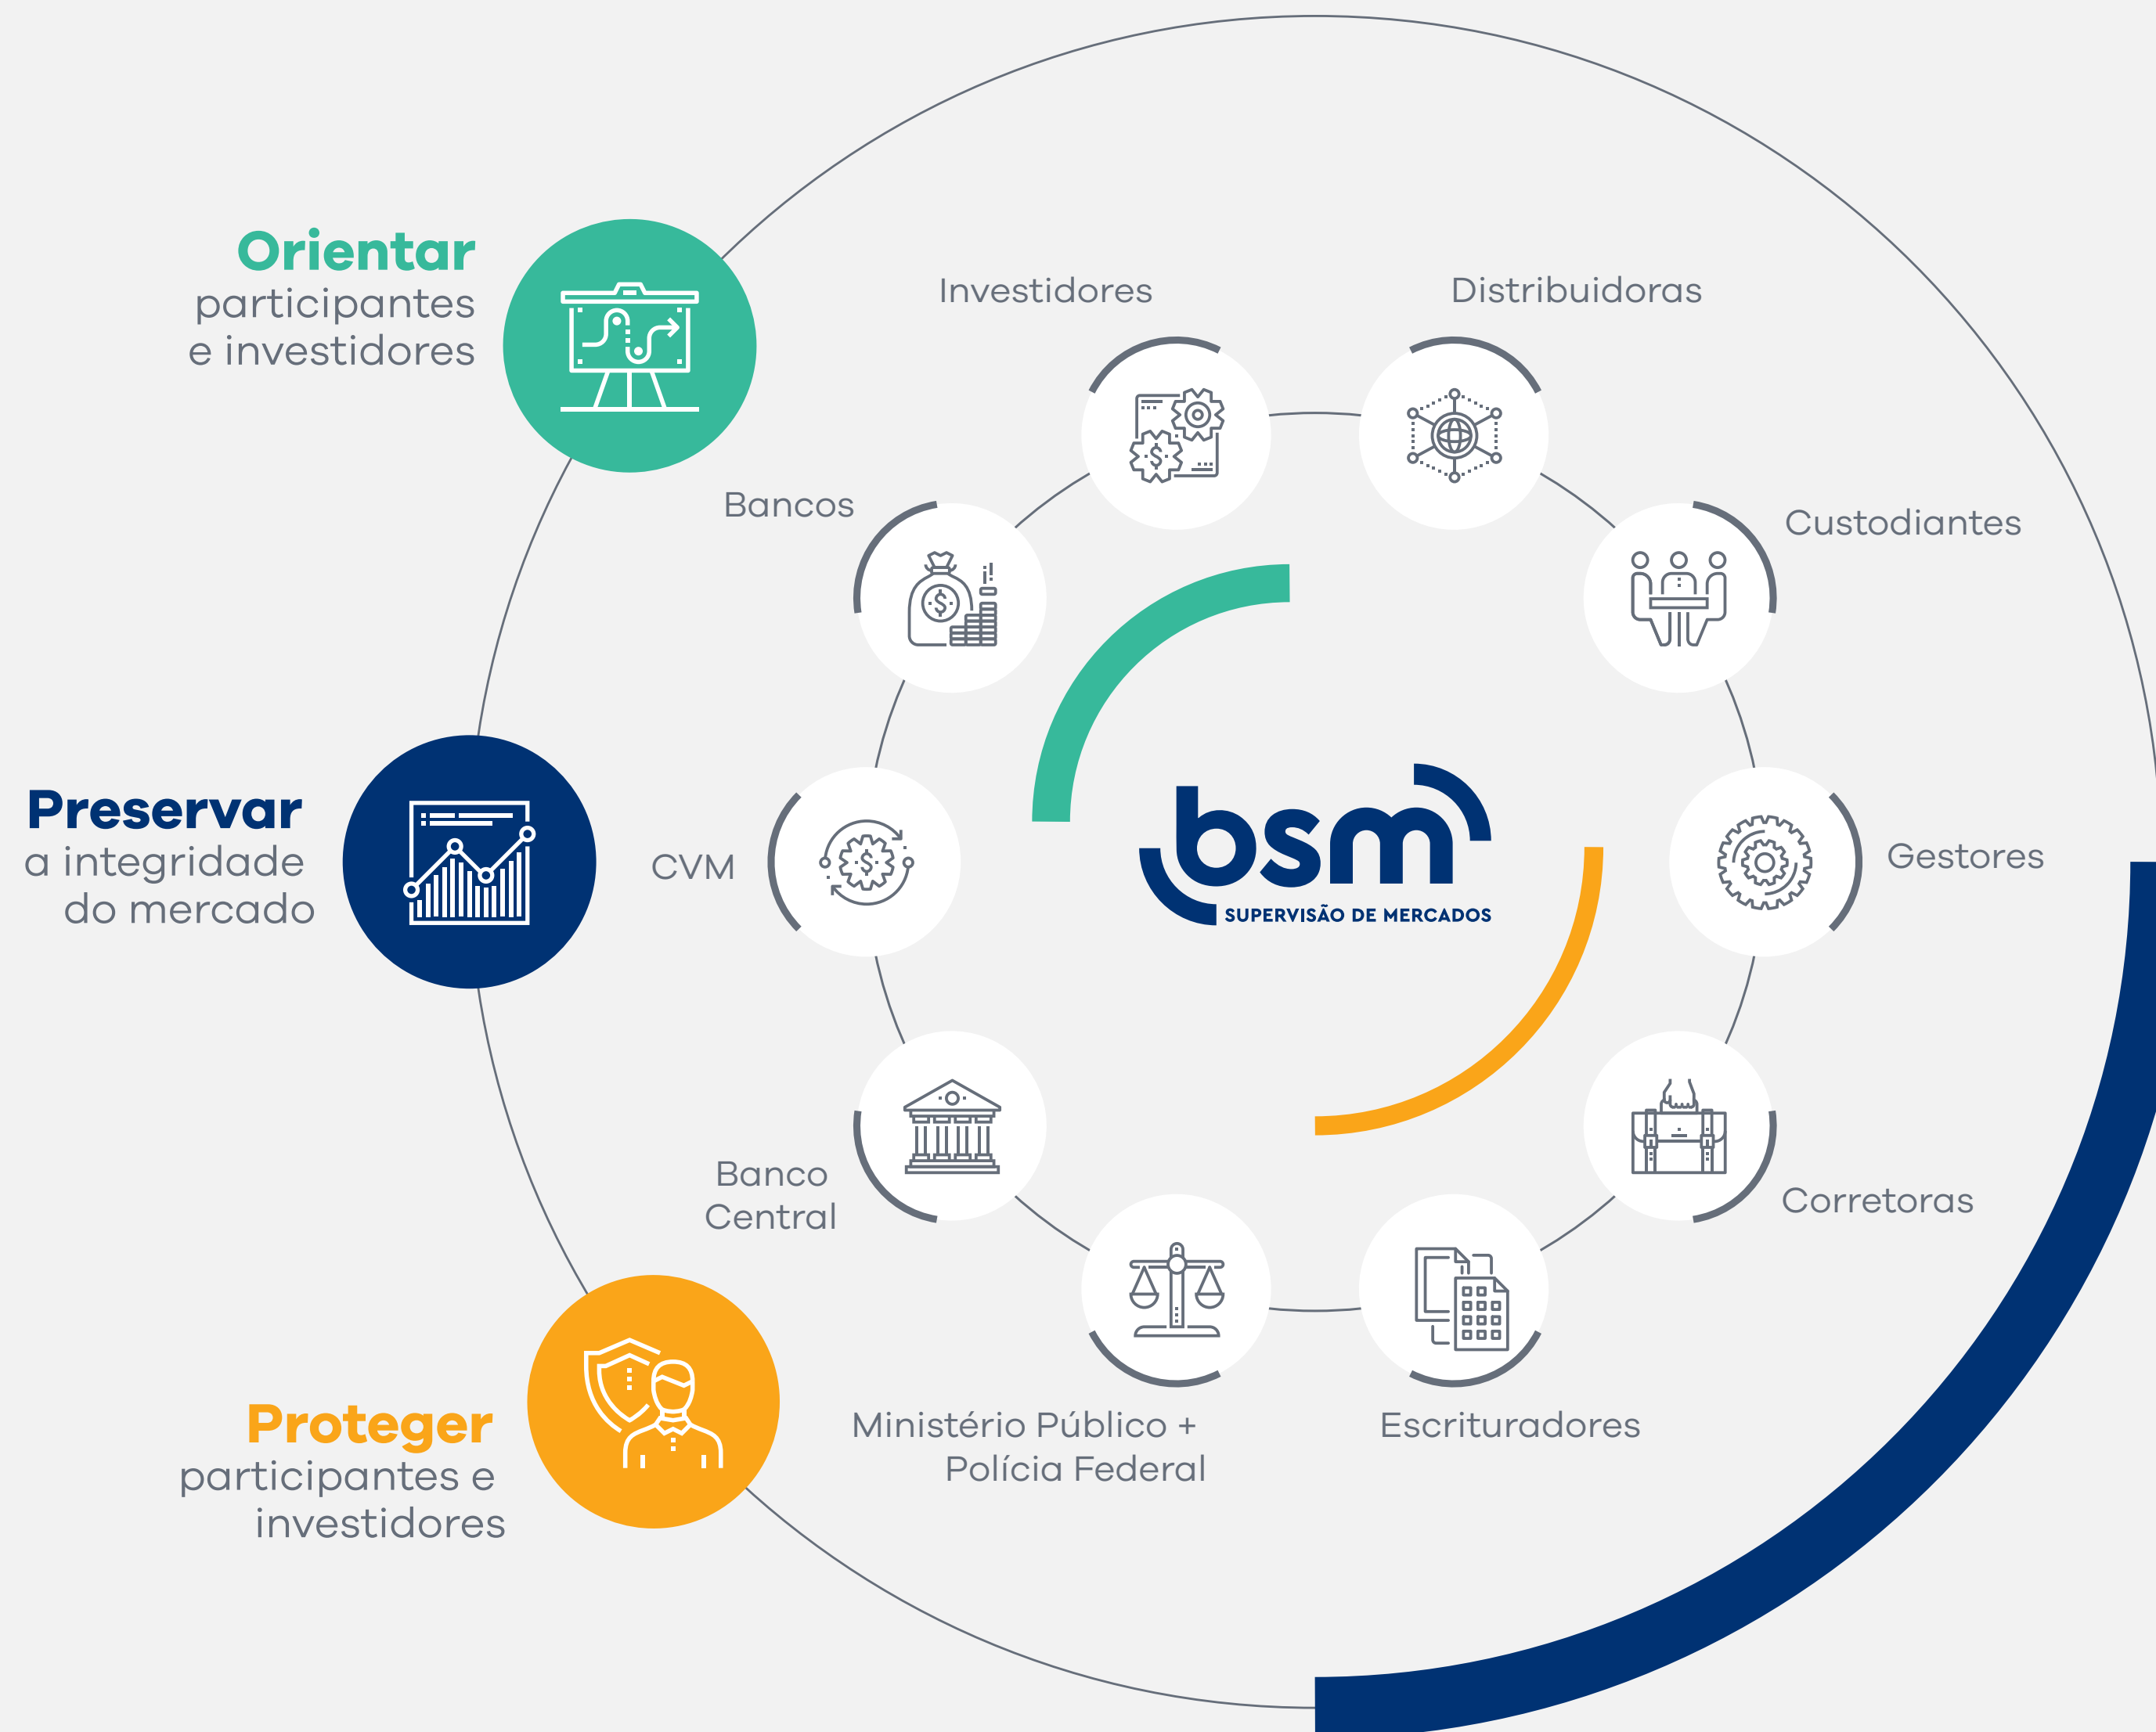 Orientar
participantes
e investidores
Preservar
a integridade
do mercado
Proteger
participantes e
investidores
Investidores
Distribuidoras
Custodiantes
Gestores
Corretoras
Escrituradores
Ministério Público +
Polícia Federal
Banco
Central
CVM
Bancos
bsm
SUPERVISÃO DE MERCADOS